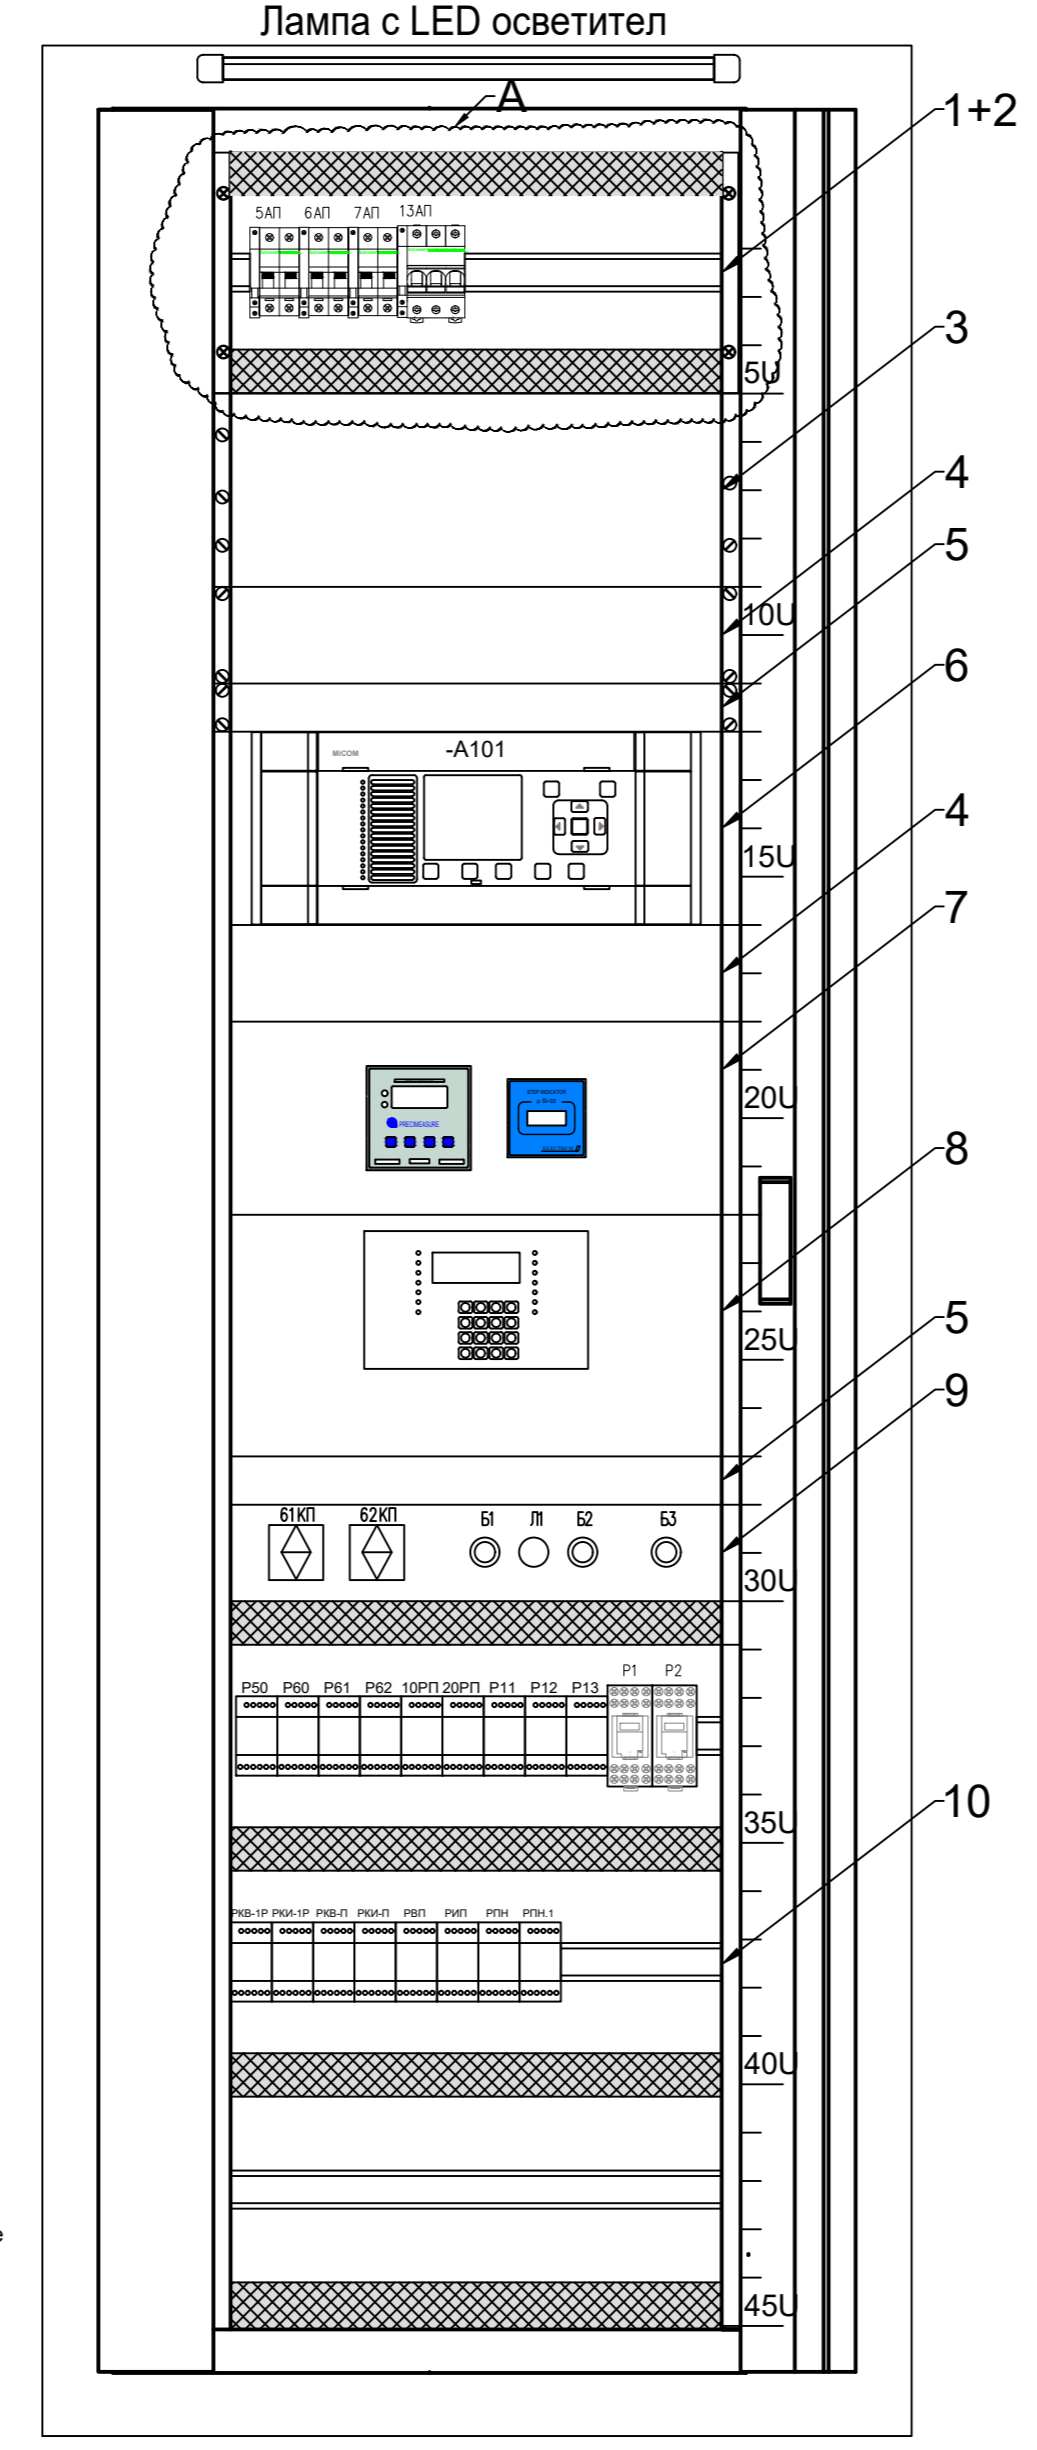 Лампа с LED осветител
А
1+2
5АП 6АП 7АП 13АП
3
5U
4
5
10U
6
MiCOM
-A101
4
15U
7
20U
STEP INDICATOR
PRECIMEASURE
8
25U
5
9
61КП 62КП Б1 Л1 Б2 Б3
30U
P50 P60 P61 P62 10РП 20РП P11 P12 P13 P1 P2
10
35U
РКВ-1Р РКИ-1Р РКВ-П РКИ-П РВП РИП РПН РПН.1
40U
е
45U